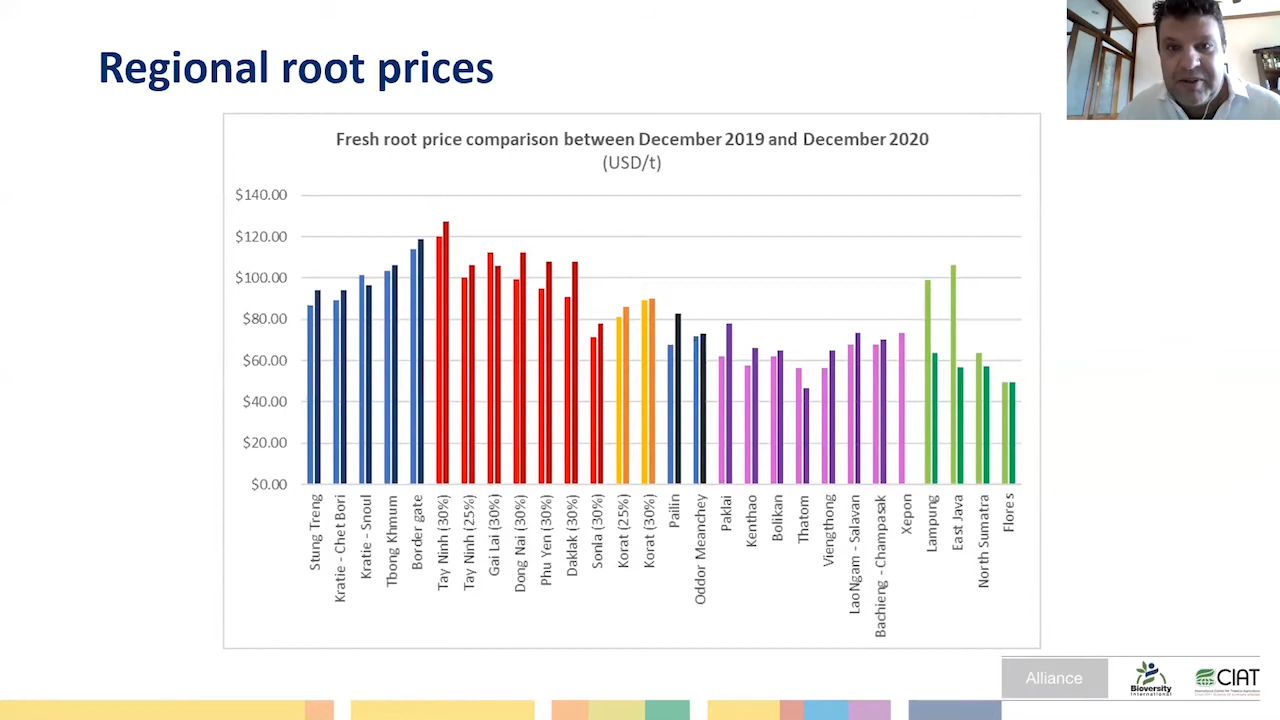 Regional root prices
Fresh root price comparison between December 2019 and December 2020
(USD/t)
$140.00
$120.00
$100.00
$80.00
$60.00
$40.00
$20.00
$0.00
Stung Treng
Kratie - Chet Bori
Kratie - Snoul
Tbong Khmum
Border gate
Tay Ninh (30%)
Tay Ninh (25%)
Gai Lai (30%)
Dong Nai (30%)
Phu Yen (30%)
Daklak (30%)
Sonla (30%)
Korat (25%)
Korat (30%)
Pailin
Oddor Meanchey
Paklai
Kenthao
Bolikan
Thatom
Viengthong
LaoNgam - Salavan
Bachieng - Champasak
Xepon
Lampung
East Java
North Sumatra
Flores
Alliance
Bioversity
International
CIAT